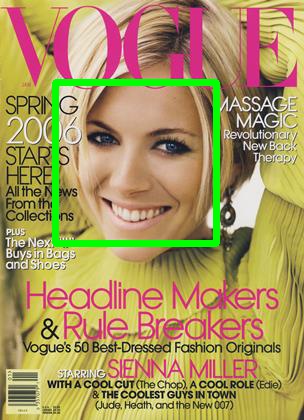 VOGUE
SPRING
2006
STARTS
HERE
All the News
From the
Collections
PLUS
The Next
Buys in Bags
and Shoes
MASSAGE
MAGIC
Revolutionary
New Back
Therapy
Headline Makers
& Rule Breakers
Vogue's 50 Best-Dressed Fashion Originals
STARRING SIENNA MILLER
WITH A COOL CUT (The Chop), A COOL ROLE (Edie)
& THE COOLEST GUYS IN TOWN
(Jude, Heath, and the New 007)